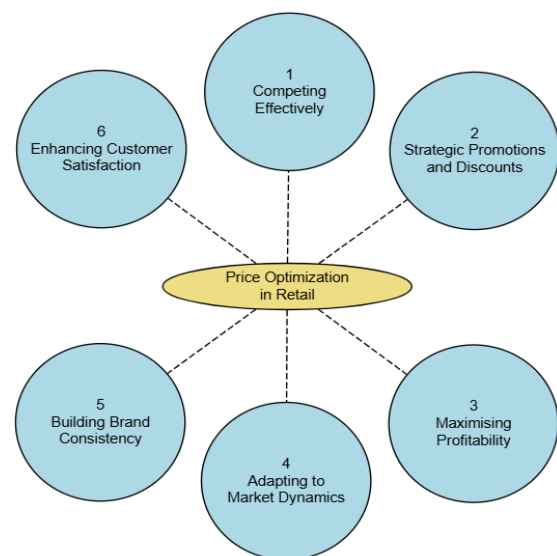 1
Competing
Effectively
2
Strategic Promotions
and Discounts
6
Enhancing Customer
Satisfaction
Price Optimization
in Retail
5
Building Brand
Consistency
3
Maximising
Profitability
4
Adapting to
Market Dynamics